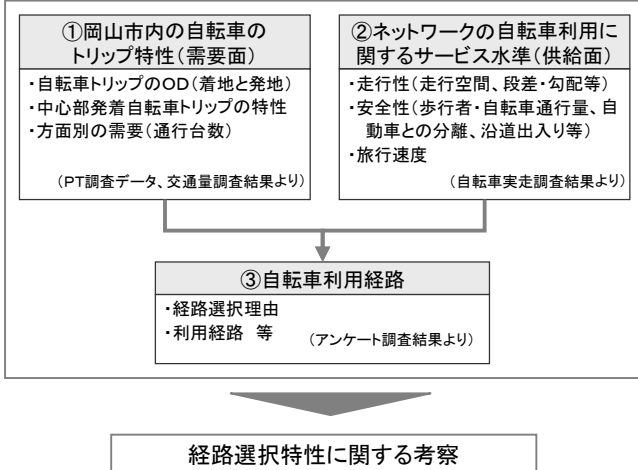 ①岡山市内の自転車の
トリップ特性(需要面)
・自転車トリップのOD(着地と発地)
・中心部発着自転車トリップの特性
・方面別の需要(通行台数)
(PT調査データ、交通量調査結果より)
②ネットワークの自転車利用に
関するサービス水準(供給面)
・走行性(走行空間、段差・勾配等)
・安全性(歩行者・自転車通行量、自
動車との分離、沿道出入り等)
・旅行速度
(自転車実走調査結果より)
③自転車利用経路
・経路選択理由
・利用経路 等
(アンケート調査結果より)
経路選択特性に関する考察